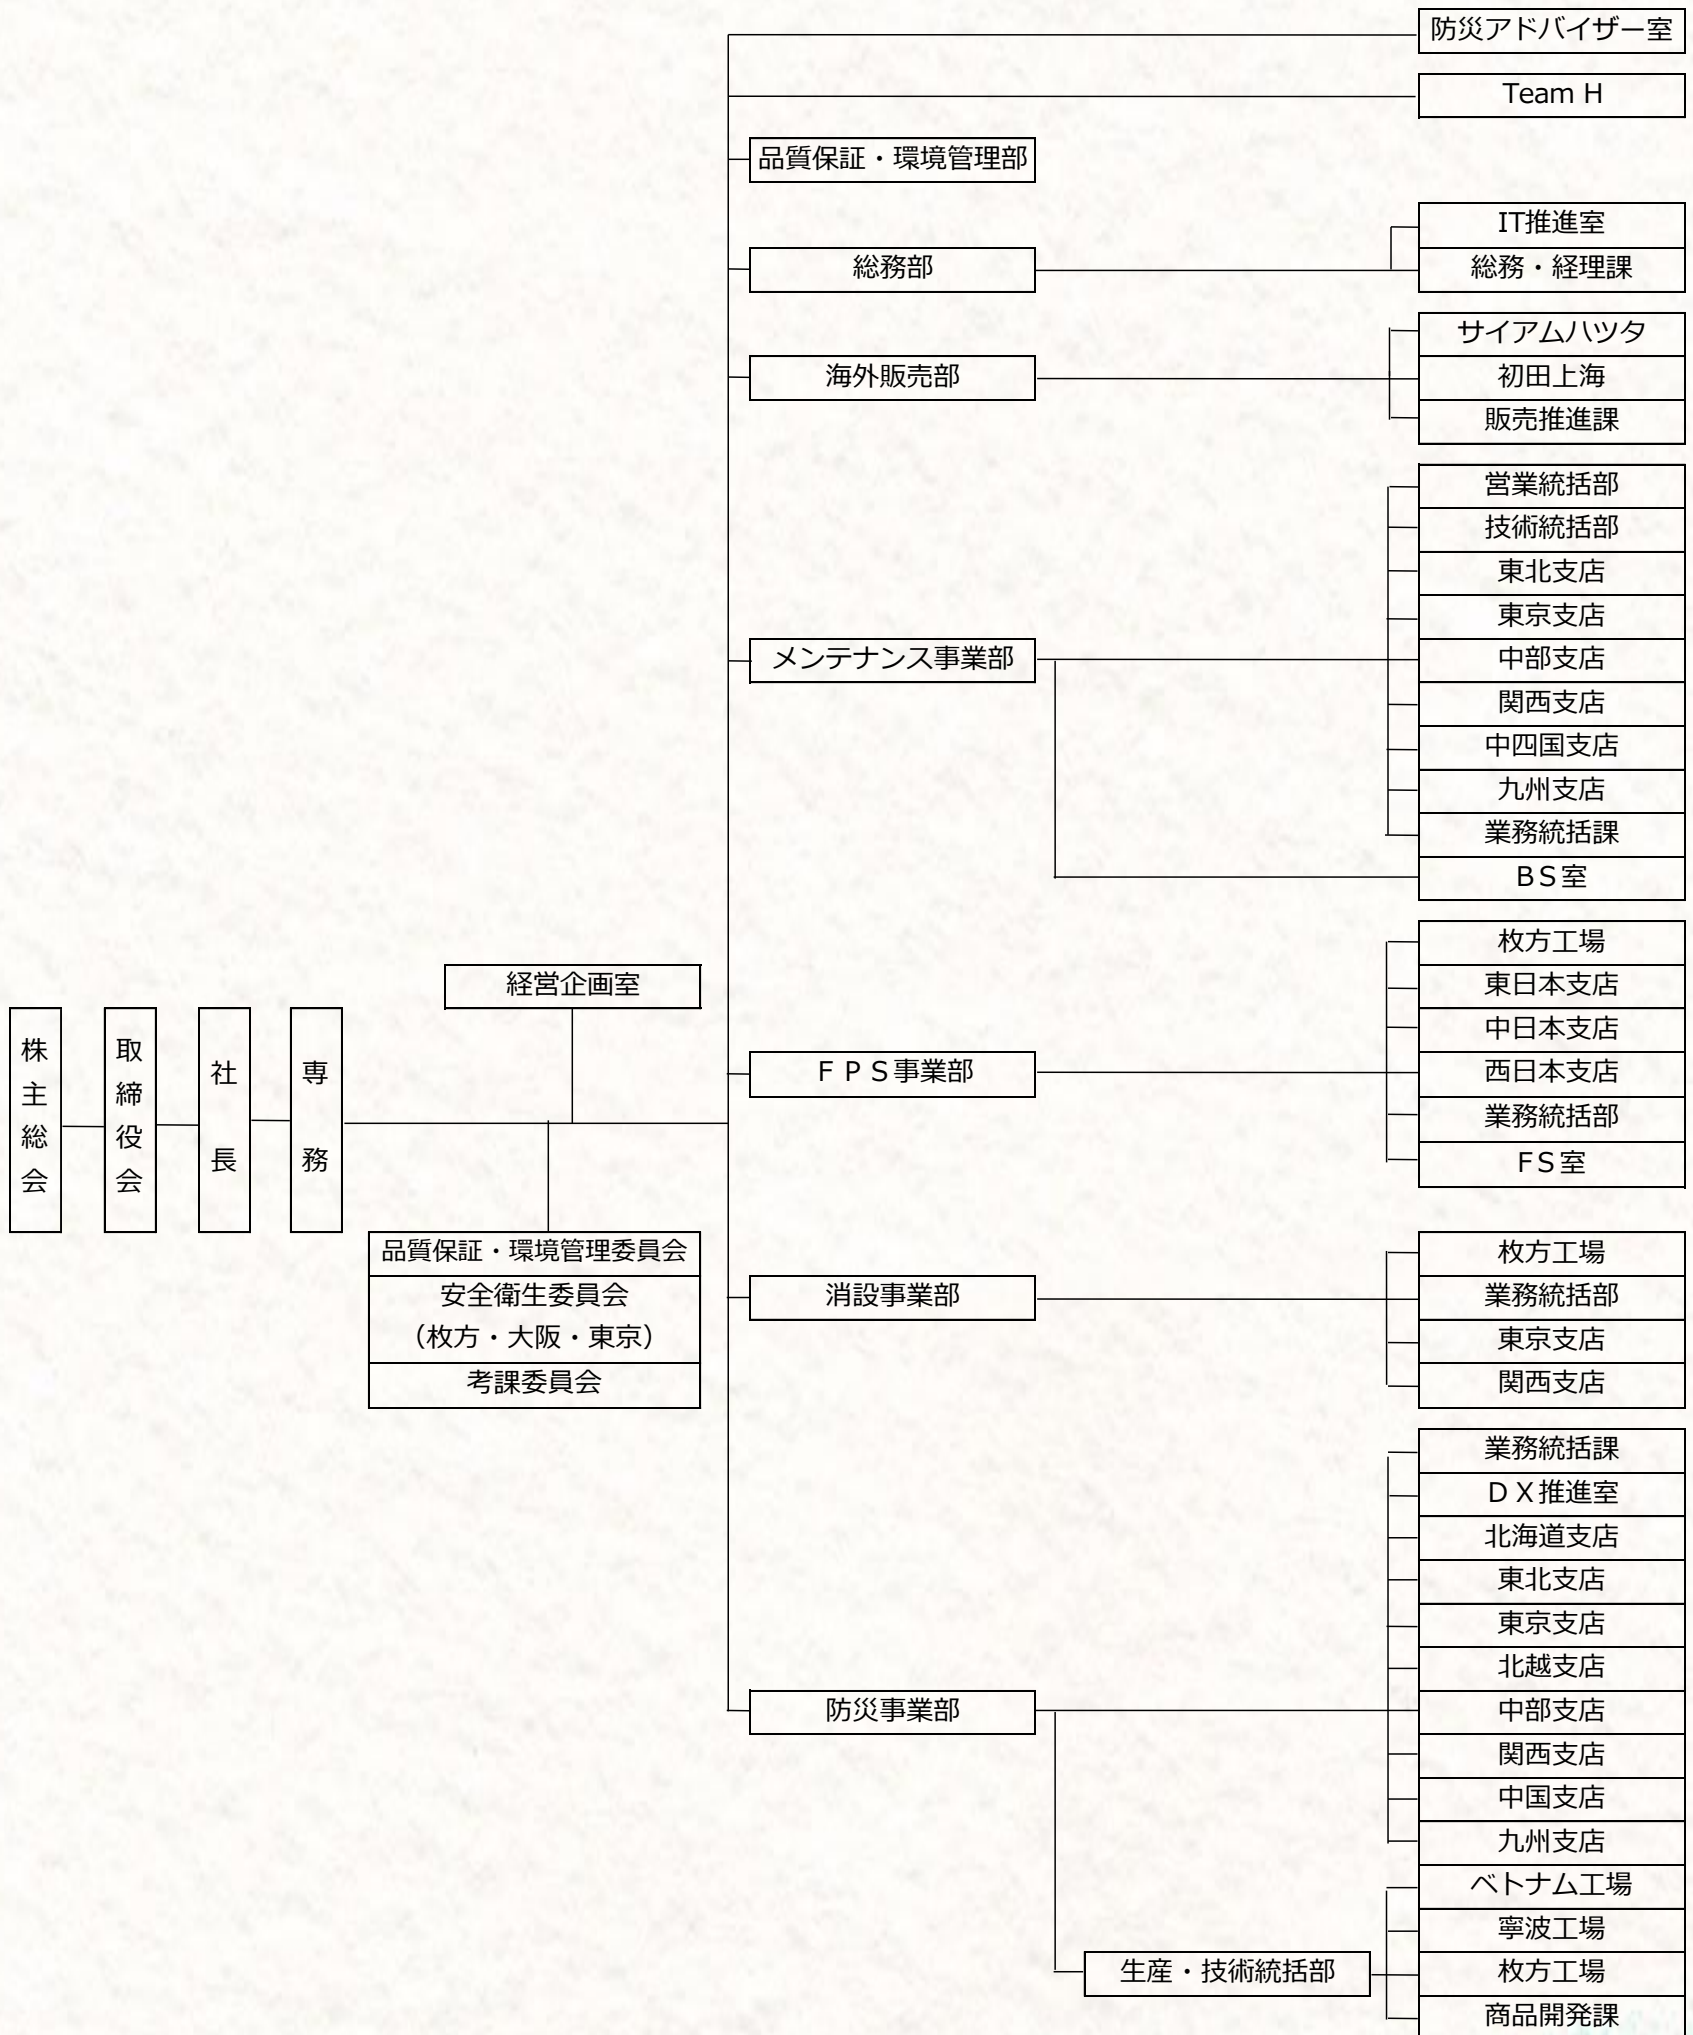 防災アドバイザー室
Team H
品質保証・環境管理部
IT推進室
総務部
総務・経理課
サイアムハツタ
海外販売部
初田上海
販売推進課
営業統括部
技術統括部
東北支店
東京支店
メンテナンス事業部
中部支店
関西支店
中四国支店
九州支店
業務統括課
ＢＳ室
株主総会
取締役会
社長
専務
経営企画室
品質保証・環境管理委員会
安全衛生委員会
（枚方・大阪・東京）
考課委員会
枚方工場
東日本支店
中日本支店
ＦＰＳ事業部
西日本支店
業務統括部
ＦＳ室
枚方工場
消設事業部
業務統括部
東京支店
関西支店
業務統括課
ＤＸ推進室
北海道支店
東北支店
東京支店
北越支店
防災事業部
中部支店
関西支店
中国支店
九州支店
ベトナム工場
寧波工場
生産・技術統括部
枚方工場
商品開発課